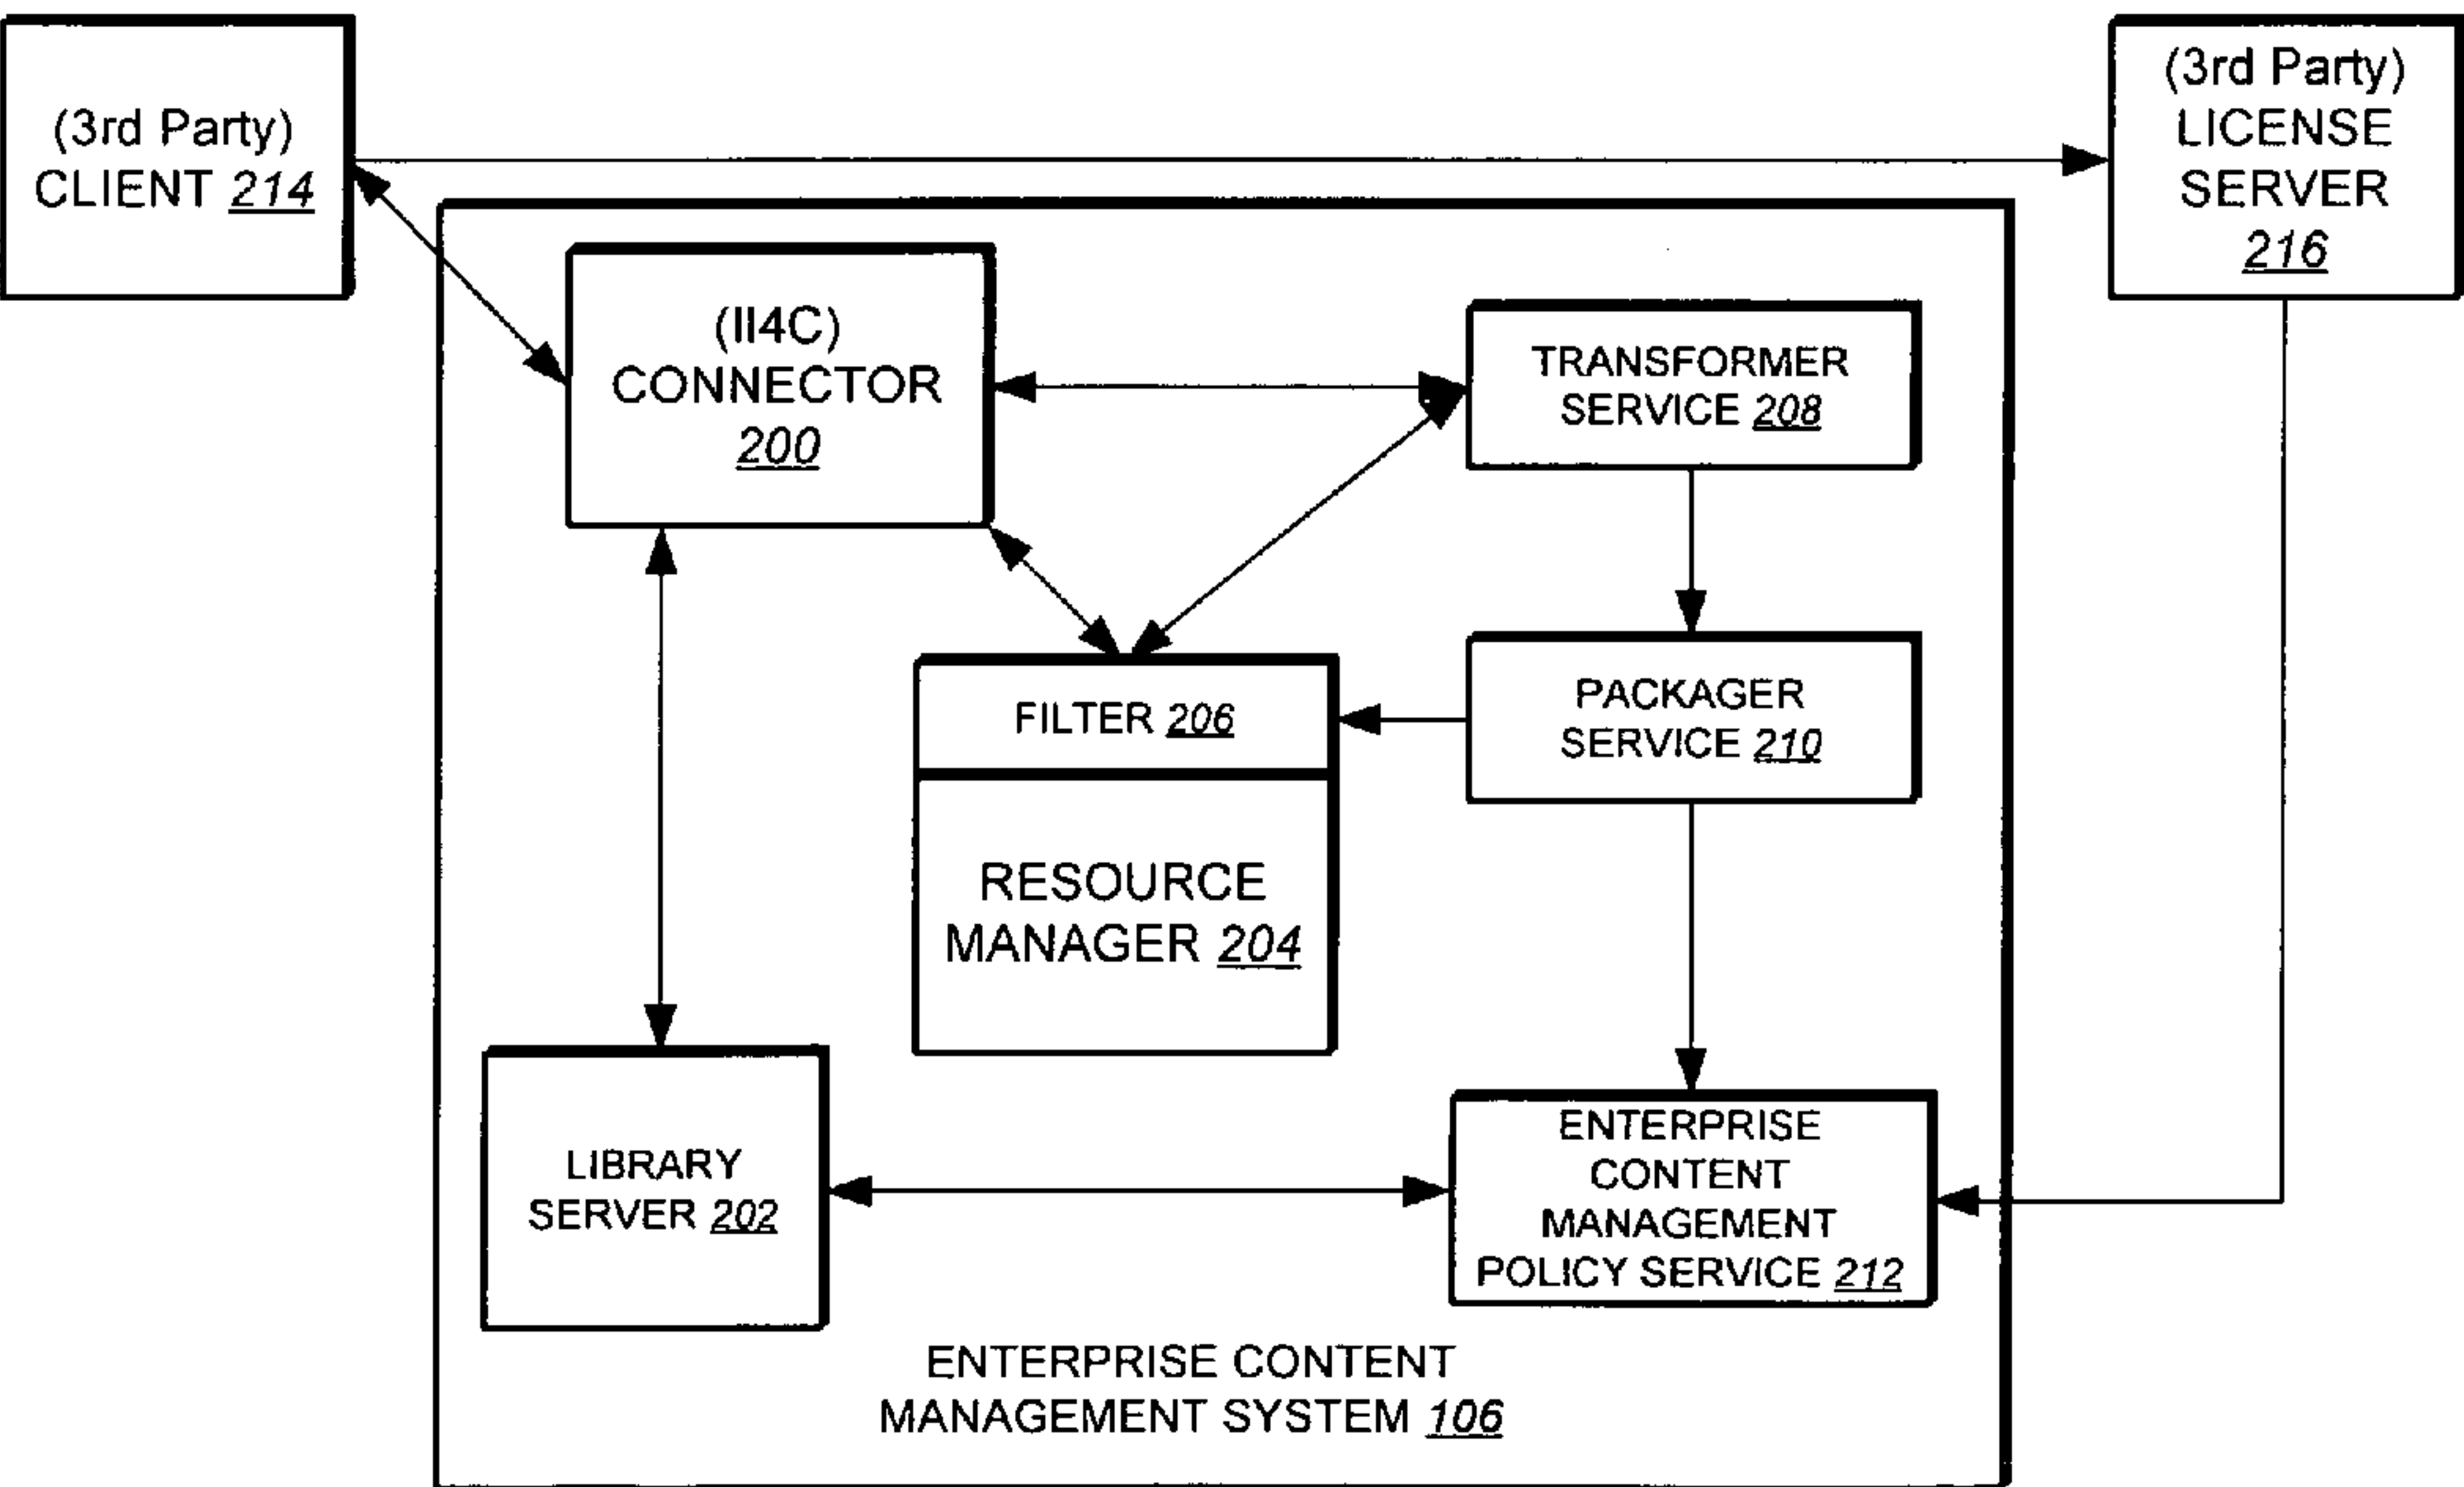 (3rd Party)
CLIENT 214
(3rd Party)
LICENSE
SERVER
216
(II4C)
CONNECTOR
200
TRANSFORMER
SERVICE 208
FILTER 206
PACKAGER
SERVICE 210
RESOURCE
MANAGER 204
LIBRARY
SERVER 202
ENTERPRISE
CONTENT
MANAGEMENT
POLICY SERVICE 212
ENTERPRISE CONTENT
MANAGEMENT SYSTEM 106